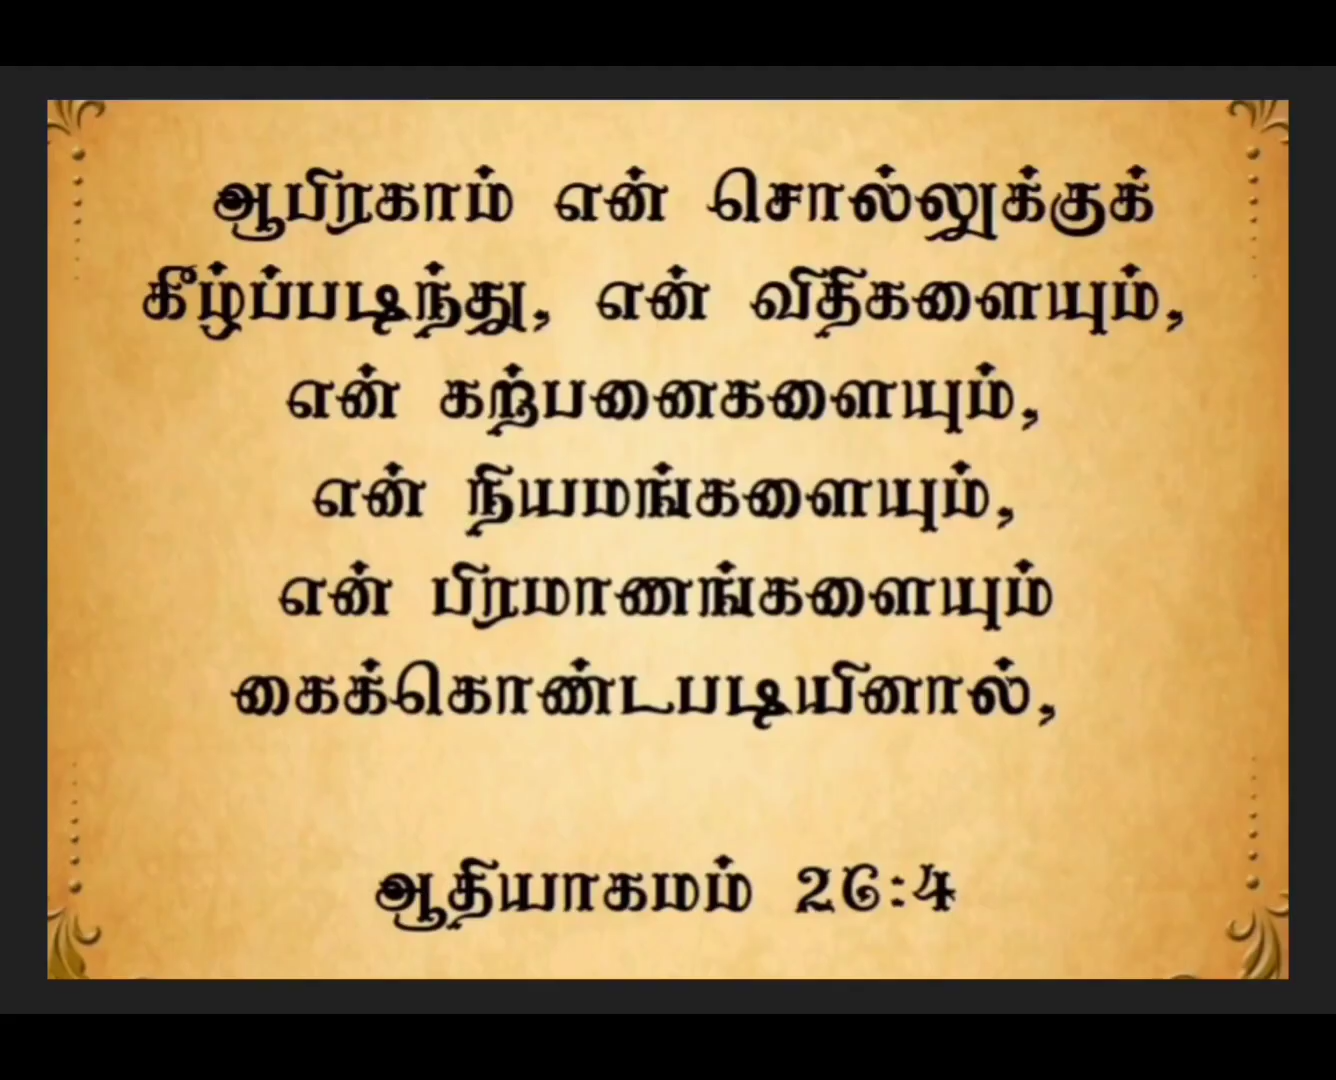 ஆபிரகாம் என் சொல்லுக்குக்
கீழ்ப்படிந்து, என் விதிகளையும்,
என் கற்பனைகளையும்,
என் நியமங்களையும்,
என் பிரமாணங்களையும்
கைக்கொண்டபடியினால்,
ஆதியாகமம் 26:4